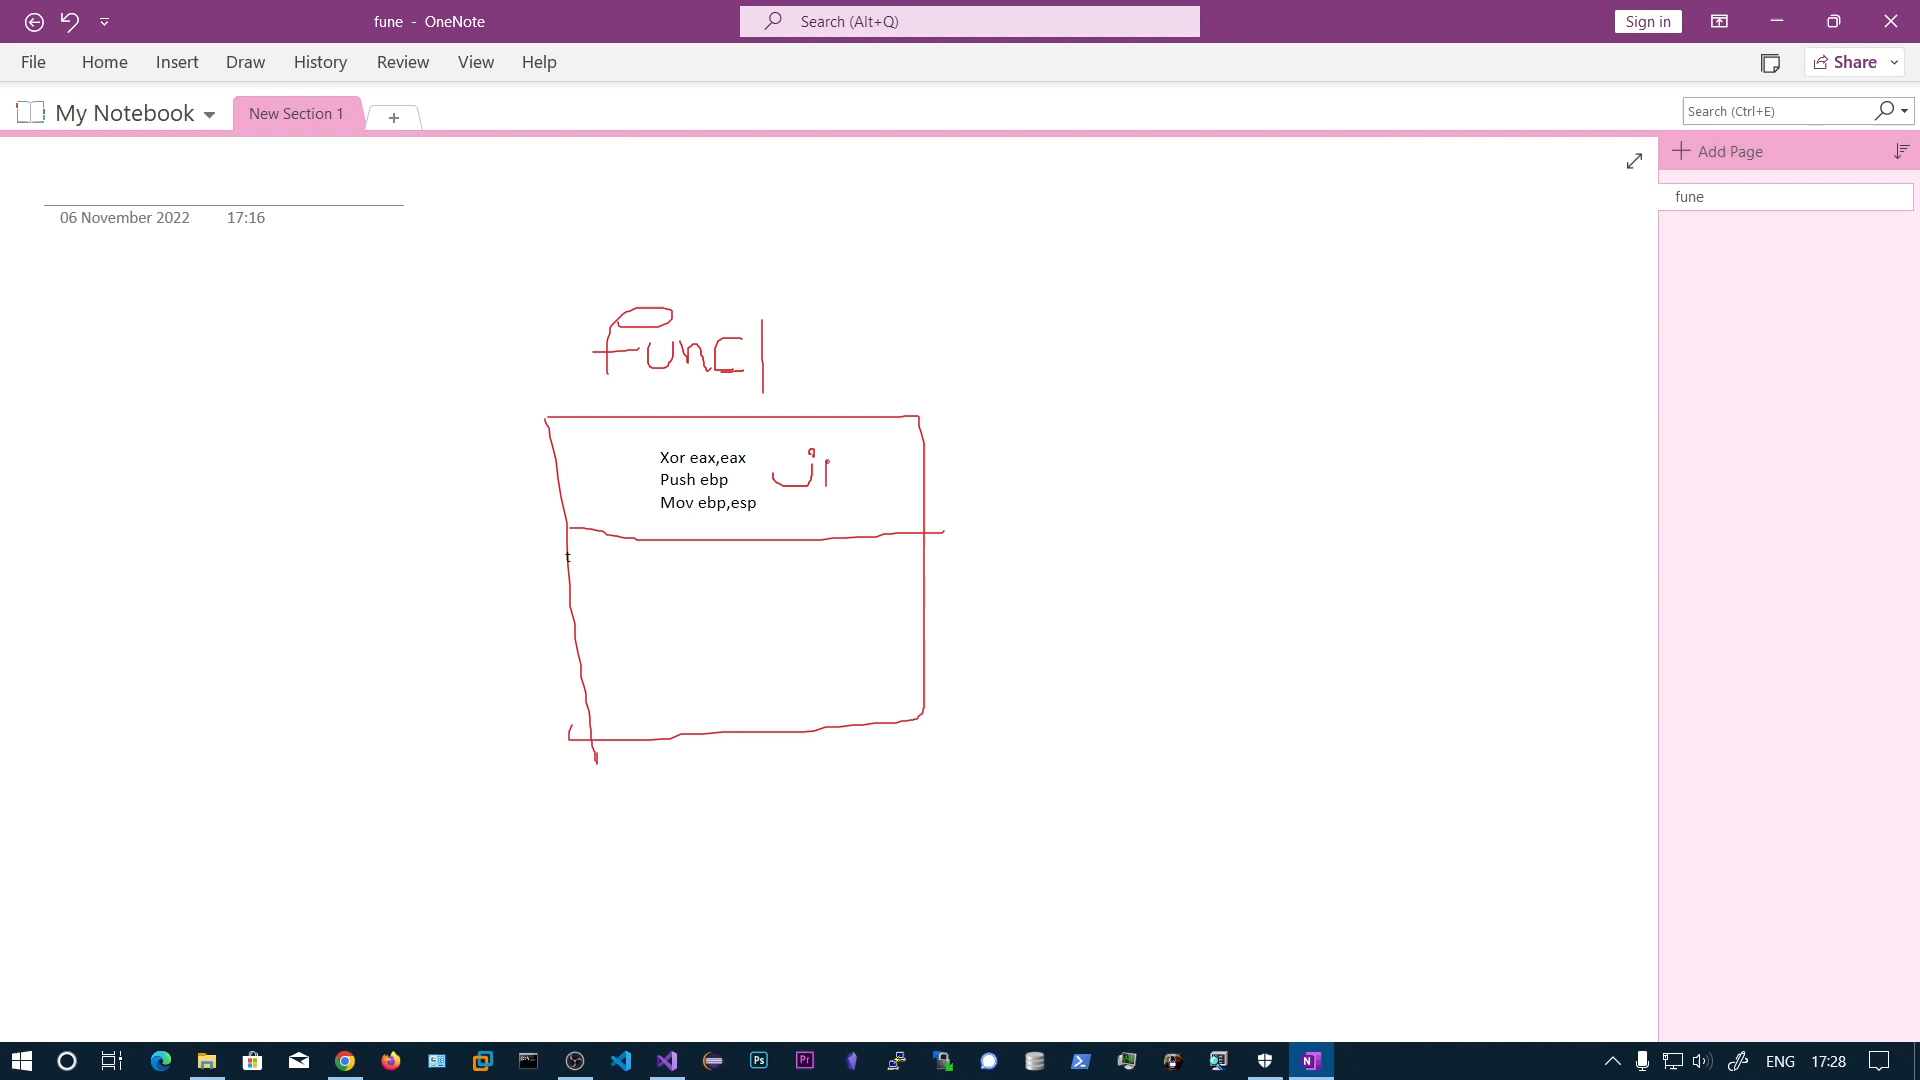 fune - OneNote
Search (Alt+Q)
Sign in
File Home Insert Draw History Review View Help
Share
My Notebook
New Section 1
+
Search (Ctrl+E)
Add Page
fune
06 November 2022 17:16
func1
Xor eax,eax
Push ebp
Mov ebp,esp
t
ENG 17:28